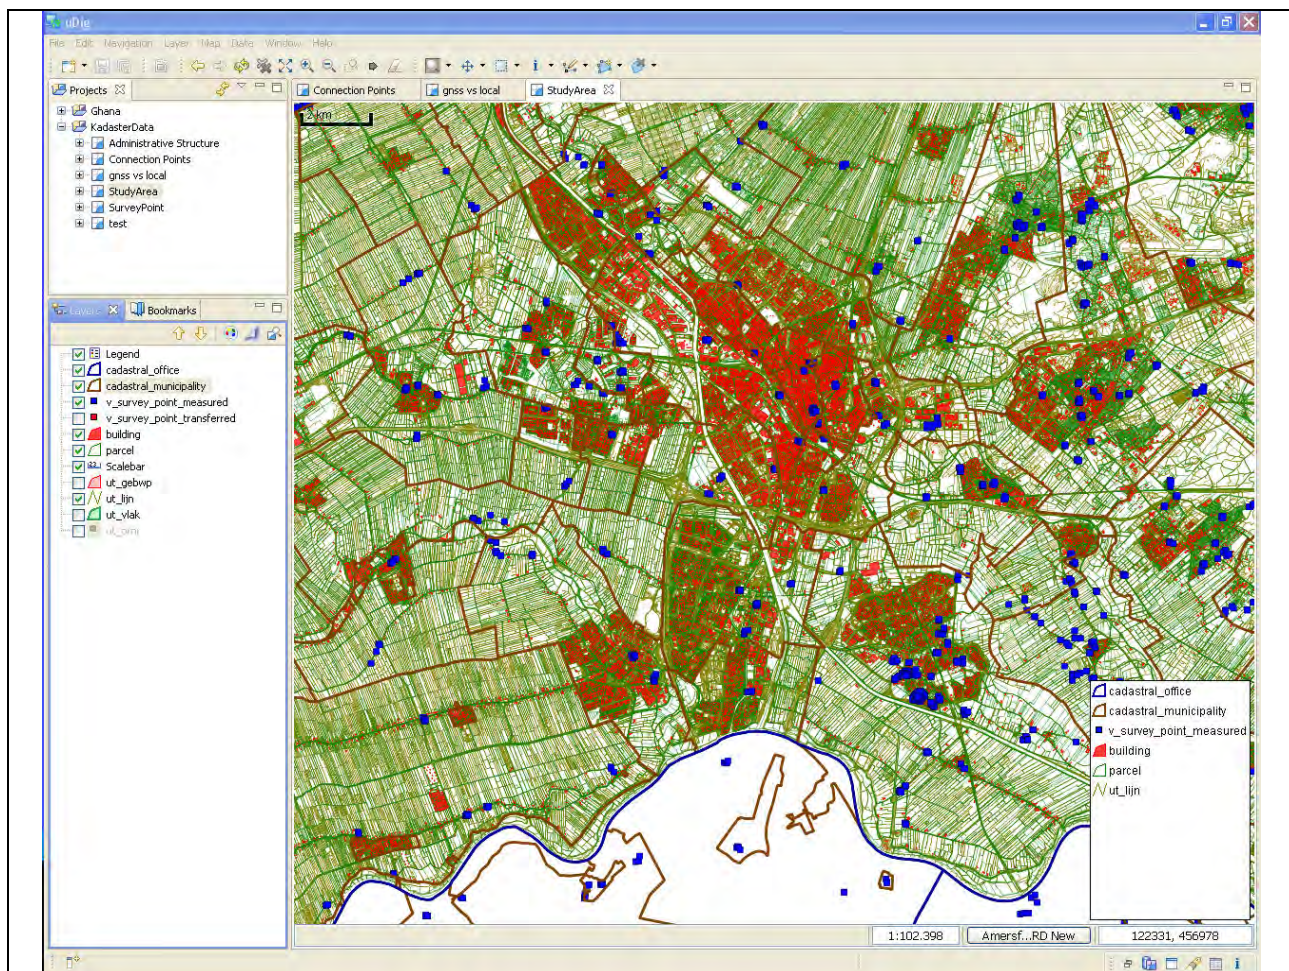 uDig
File Edit Navigation Layer Map Data Window Help
Projects
Connection Points
gnss vs local
StudyArea
Ghana
KadasterData
Administrative Structure
Connection Points
gnss vs local
StudyArea
SurveyPoint
test
2 km
Layers
Bookmarks
Legend
cadastral_office
cadastral_municipality
v_survey_point_measured
v_survey_point_transferred
building
parcel
Scalebar
ut_gebwp
ut_lijn
ut_vlak
cadastral_office
cadastral_municipality
v_survey_point_measured
building
parcel
ut_lijn
1:102.398
Amersf...RD New
122331, 456978